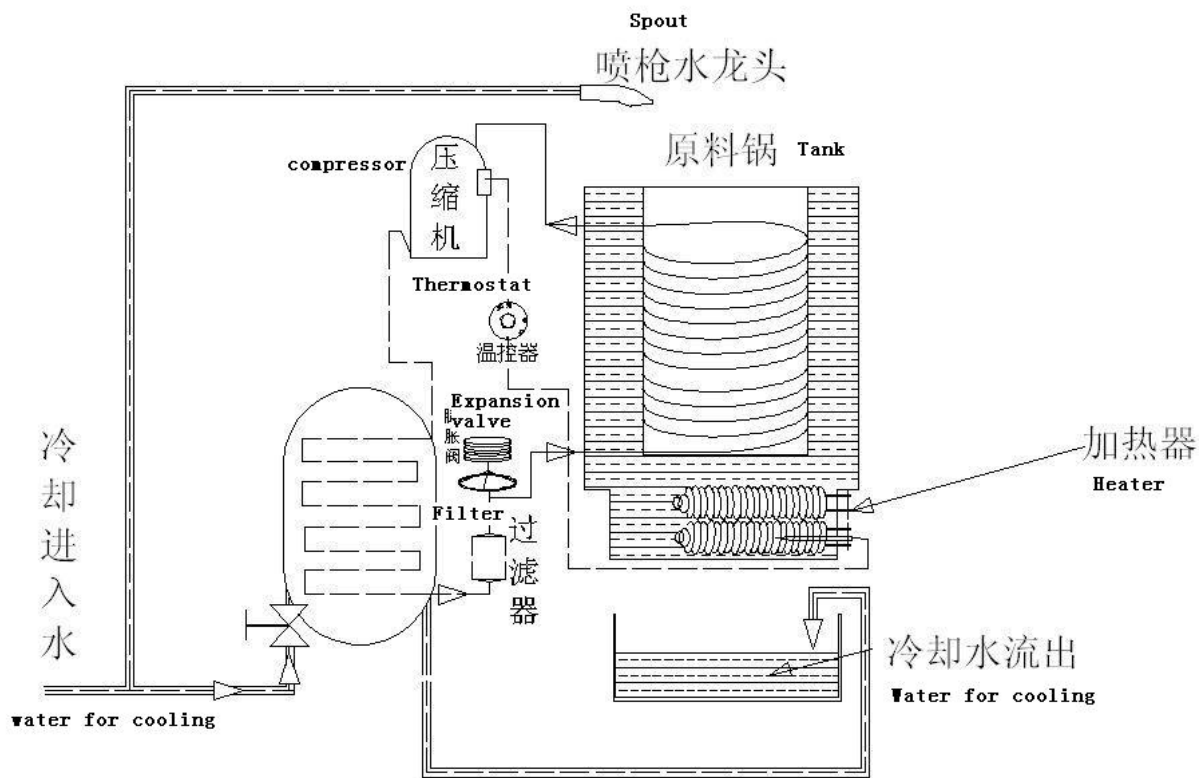 Spout
喷枪水龙头
原料锅
Tank
compressor
压缩机
Thermostat
温控器
Expansion
valve
膨胀阀
冷却进入水
加热器
Heater
Filter
过滤器
冷却水流出
Water for cooling
water for cooling